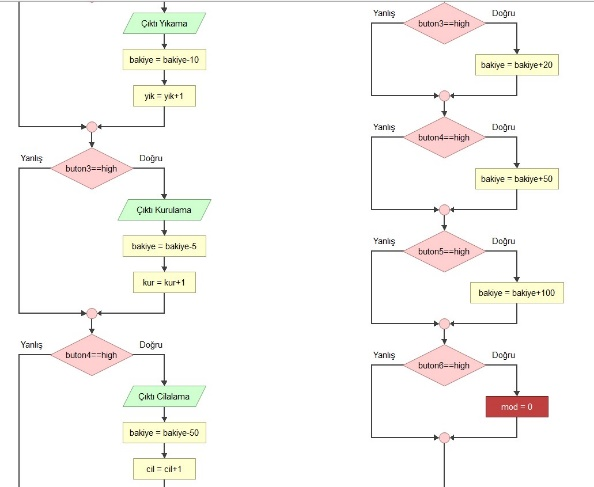 Çıktı Yıkama
bakiye = bakiye-10
yik = yik+1
Yanlış
Doğru
buton3==high
Çıktı Kurulama
bakiye = bakiye-5
kur = kur+1
Yanlış
Doğru
buton4==high
Çıktı Cilalama
bakiye = bakiye-50
cil = cil+1
Yanlış
Doğru
buton3==high
bakiye = bakiye+20
Yanlış
Doğru
buton4==high
bakiye = bakiye+50
Yanlış
Doğru
buton5==high
bakiye = bakiye+100
Yanlış
Doğru
buton6==high
mod = 0